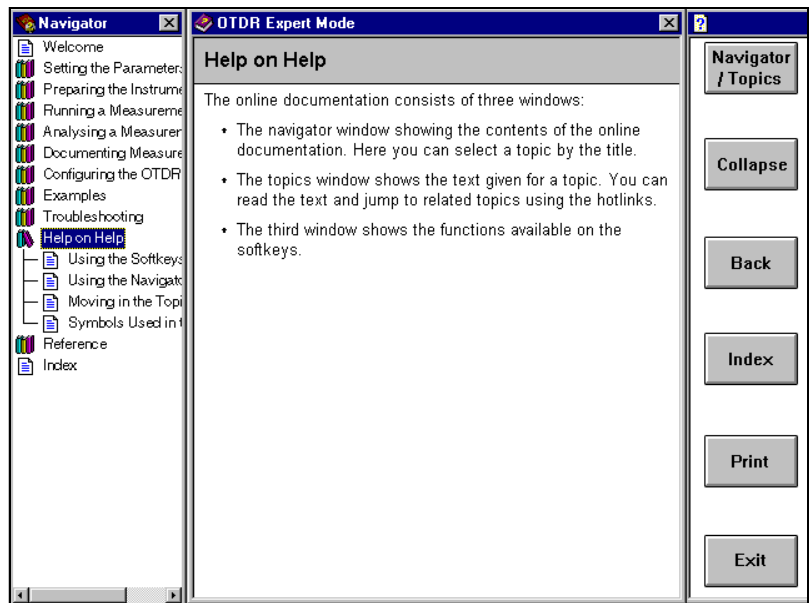 Navigator
Welcome
Setting the Parameter
Preparing the Instrume
Running a Measureme
Analysing a Measurer
Documenting Measure
Configuring the OTDR
Examples
Troubleshooting
Help on Help
Using the Softkeys
Using the Navigato
Moving in the Topi
Symbols Used in t
Reference
Index
OTDR Expert Mode
Help on Help
The online documentation consists of three windows:
• The navigator window showing the contents of the online
documentation. Here you can select a topic by the title.
• The topics window shows the text given for a topic. You can
read the text and jump to related topics using the hotlinks.
• The third window shows the functions available on the
softkeys.
?
Navigator
/ Topics
Collapse
Back
Index
Print
Exit